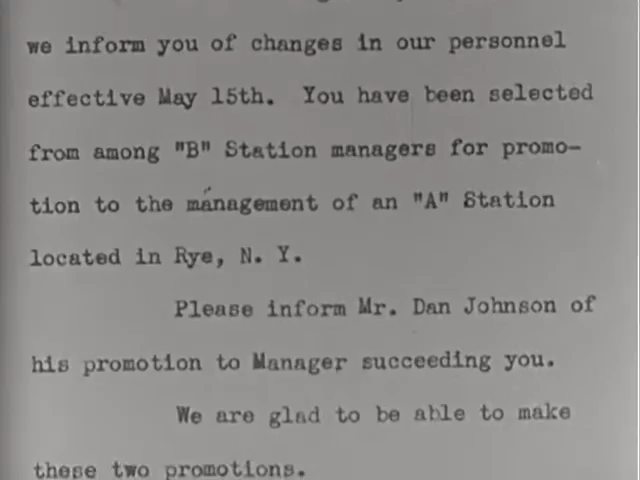 we inform you of changes in our personnel
effective May 15th. You have been selected
from among "B" Station managers for promo-
tion to the management of an "A" Station
located in Rye, N. Y.
Please inform Mr. Dan Johnson of
his promotion to Manager succeeding you.
We are glad to be able to make
these two promotions.